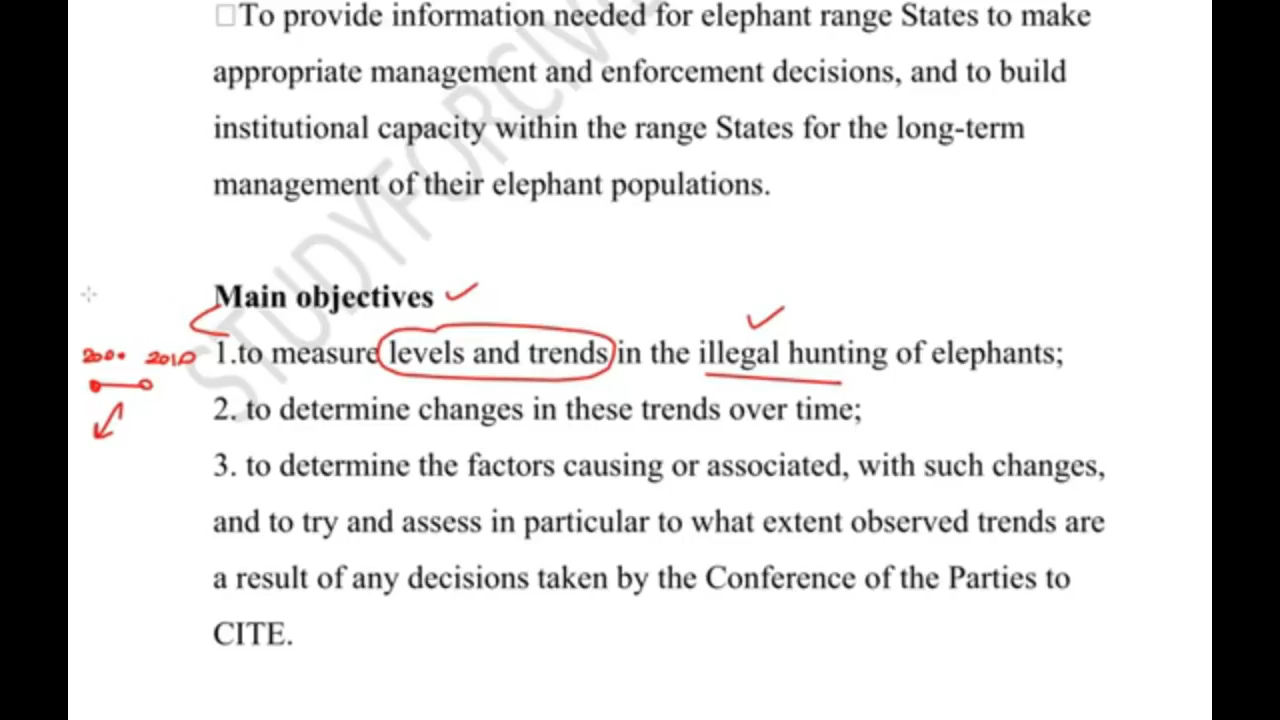 □To provide information needed for elephant range States to make
appropriate management and enforcement decisions, and to build
institutional capacity within the range States for the long-term
management of their elephant populations.
STUDYFORCIVI
Main objectives
1.to measure levels and trends in the illegal hunting of elephants;
2000 2010
2. to determine changes in these trends over time;
3. to determine the factors causing or associated, with such changes,
and to try and assess in particular to what extent observed trends are
a result of any decisions taken by the Conference of the Parties to
CITE.